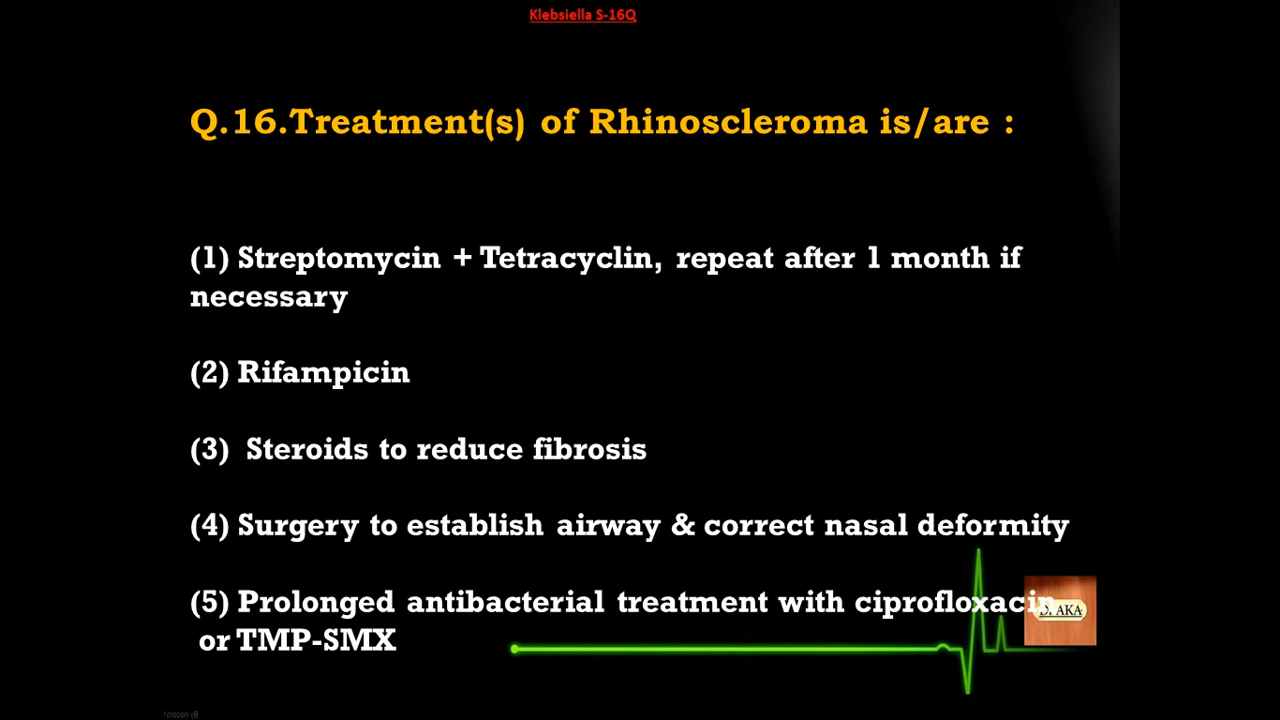 Klebsiella S-16Q
Q.16.Treatment(s) of Rhinoscleroma is/are :
(1) Streptomycin + Tetracyclin, repeat after 1 month if
necessary
(2) Rifampicin
(3) Steroids to reduce fibrosis
(4) Surgery to establish airway & correct nasal deformity
(5) Prolonged antibacterial treatment with ciprofloxacin
or TMP-SMX
AKA